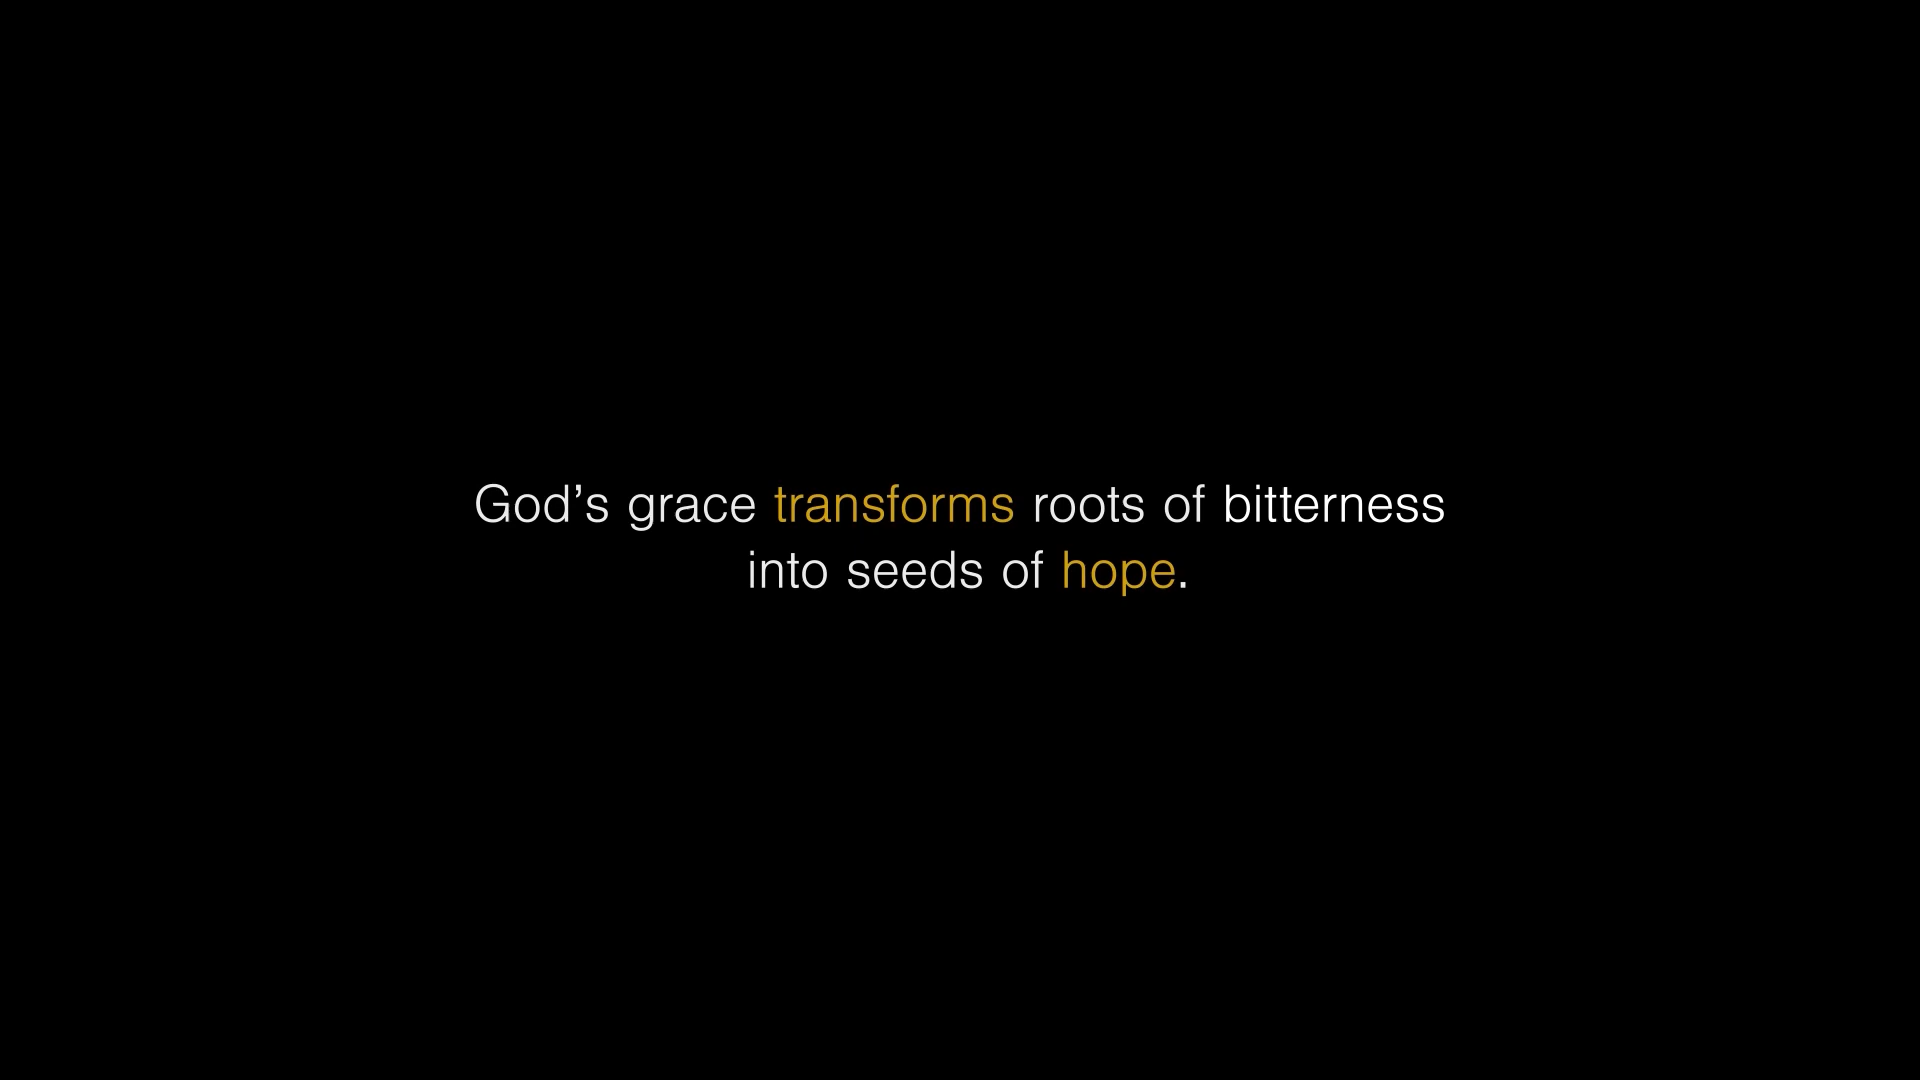 God’s grace transforms roots of bitterness
into seeds of hope.